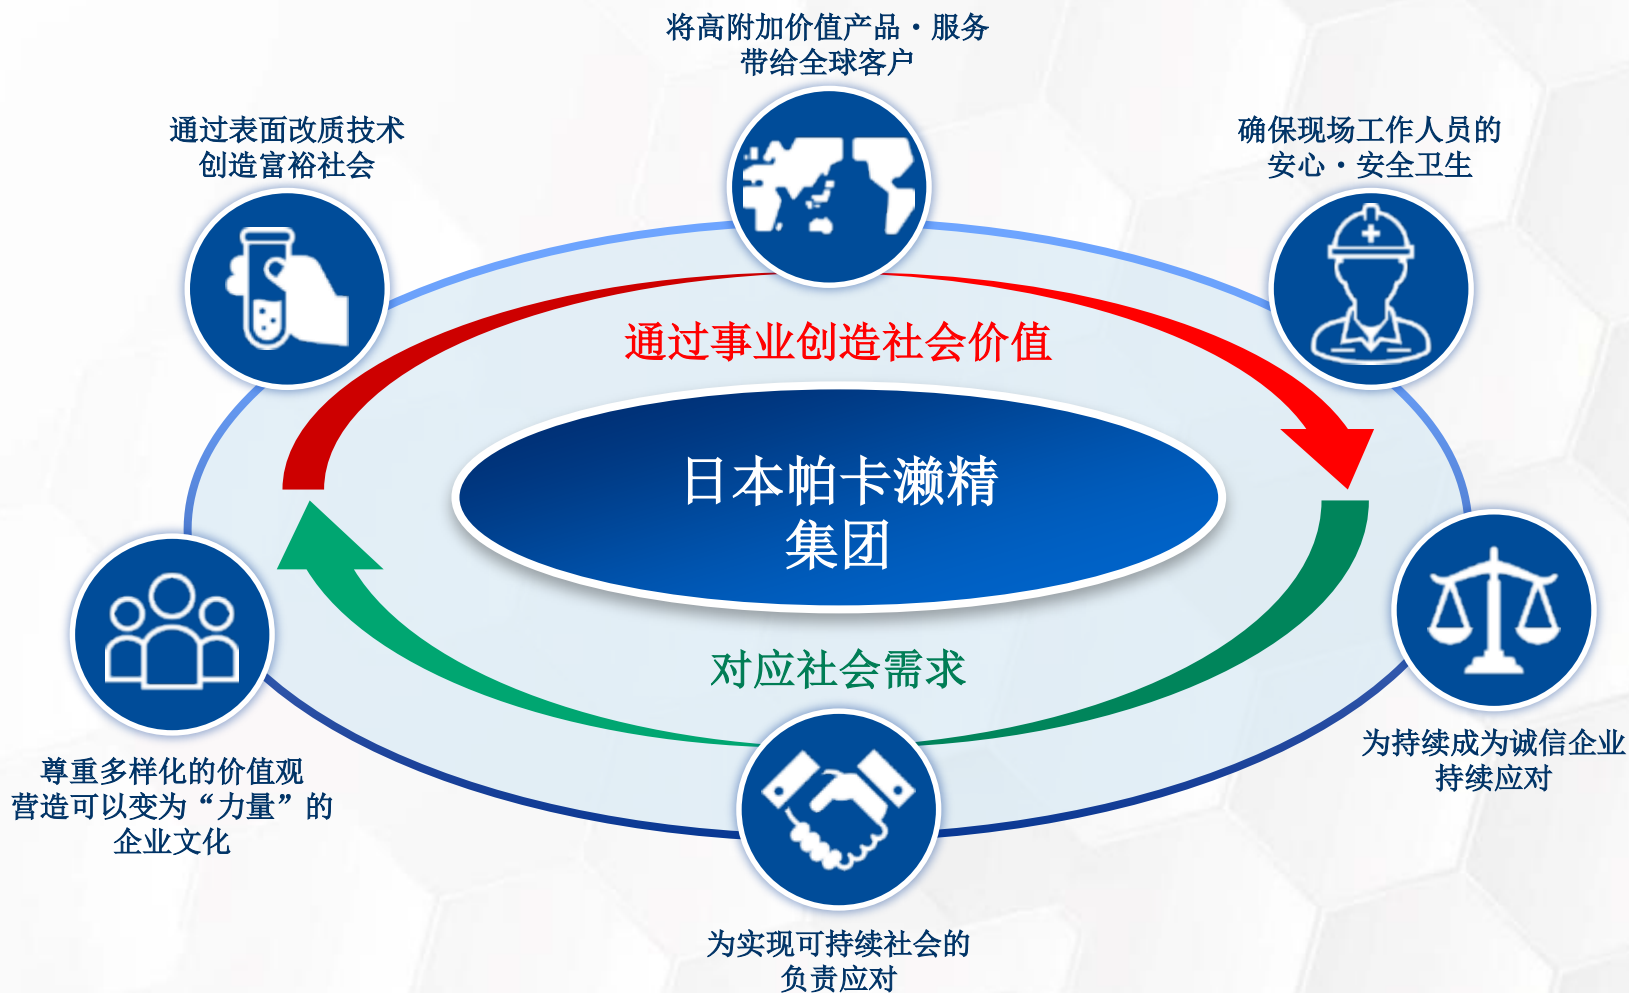 将高附加价值产品·服务
带给全球客户
通过表面改质技术
创造富裕社会
确保现场工作人员的
安心·安全卫生
通过事业创造社会价值
日本帕卡濑精
集团
对应社会需求
尊重多样化的价值观
营造可以变为“力量”的
企业文化
为持续成为诚信企业
持续应对
为实现可持续社会的
负责应对